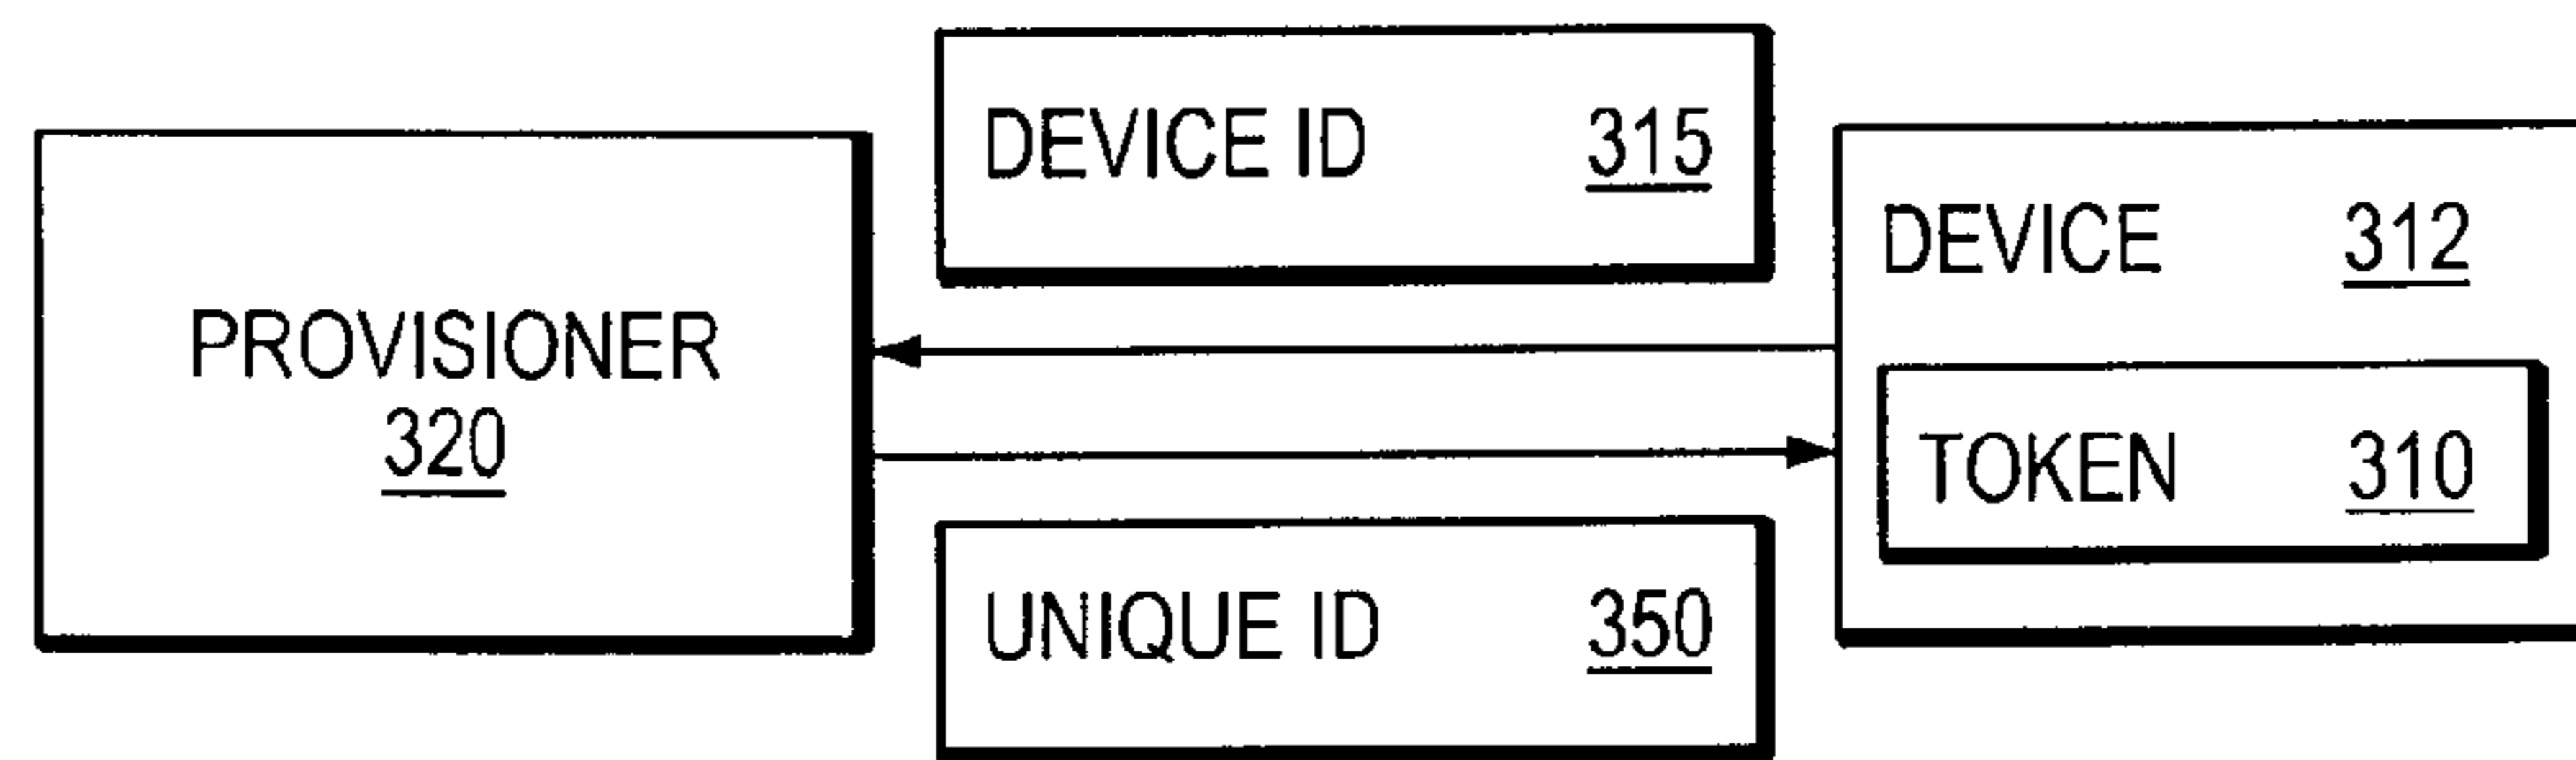 PROVISIONER
320
DEVICE ID 315
UNIQUE ID 350
DEVICE 312
TOKEN 310